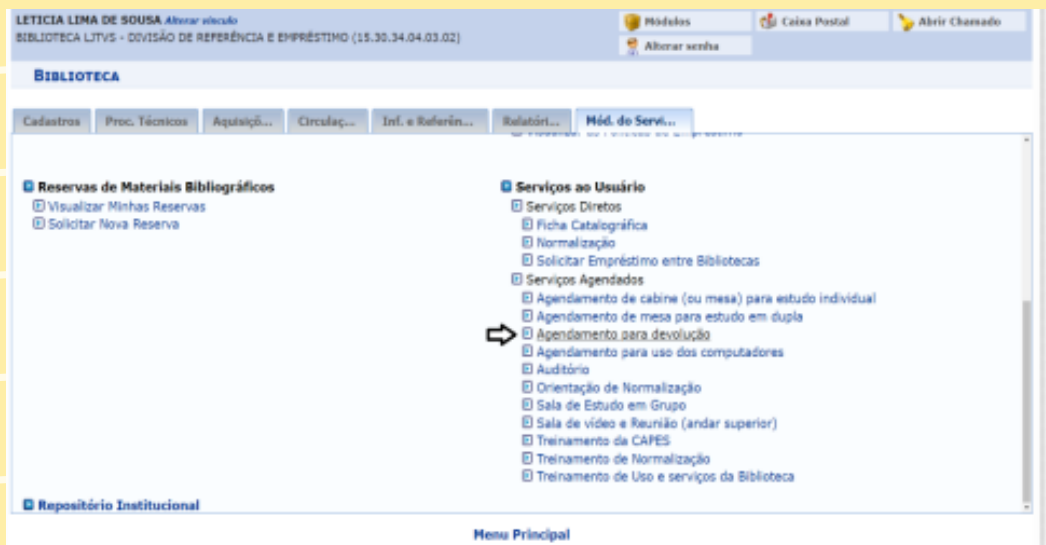 LETICIA LIMA DE SOUSA Alterar vínculo
BIBLIOTECA LJTVS - DIVISÃO DE REFERÊNCIA E EMPRÉSTIMO (15.30.34.04.03.02)
Módulos
Caixa Postal
Abrir Chamado
Alterar senha
BIBLIOTECA
Cadastros
Proc. Técnicos
Aquisiçõ...
Circulaç...
Inf. e Referên...
Relatóri...
Mód. do Servi...
Reservas de Materiais Bibliográficos
Visualizar Minhas Reservas
Solicitar Nova Reserva
Serviços ao Usuário
Serviços Diretos
Ficha Catalográfica
Normalização
Solicitar Empréstimo entre Bibliotecas
Serviços Agendados
Agendamento de cabine (ou mesa) para estudo individual
Agendamento de mesa para estudo em dupla
Agendamento para devolução
Agendamento para uso dos computadores
Auditório
Orientação de Normalização
Sala de Estudo em Grupo
Sala de vídeo e Reunião (andar superior)
Treinamento da CAPES
Treinamento de Normalização
Treinamento de Uso e serviços da Biblioteca
Repositório Institucional
Menu Principal